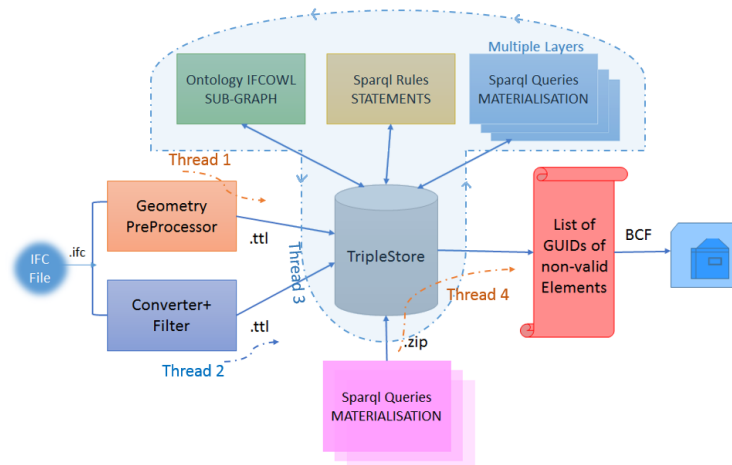 Multiple Layers
Ontology IFCOWL
SUB-GRAPH
Sparql Rules
STATEMENTS
Sparql Queries
MATERIALISATION
Thread 1
Geometry
PreProcessor
.ttl
IFC
File
.ifc
Converter+
Filter
.ttl
Thread 2
Thread 3
TripleStore
Thread 4
.zip
List of
GUIDs of
non-valid
Elements
BCF
Sparql Queries
MATERIALISATION